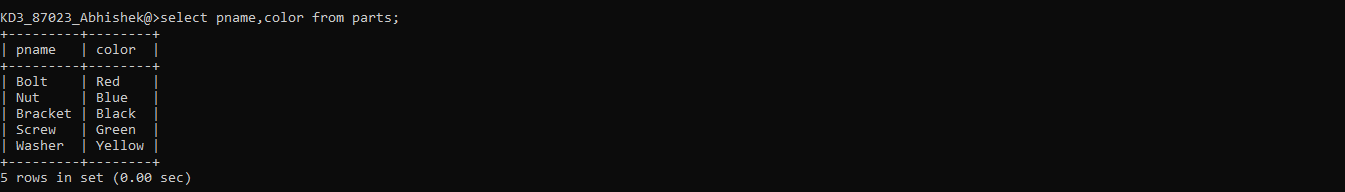 KD3_87023_Abhishek@>select pname,color from parts;
+---------+--------+
| pname   | color  |
+---------+--------+
| Bolt    | Red    |
| Nut     | Blue   |
| Bracket | Black  |
| Screw   | Green  |
| Washer  | Yellow |
+---------+--------+
5 rows in set (0.00 sec)